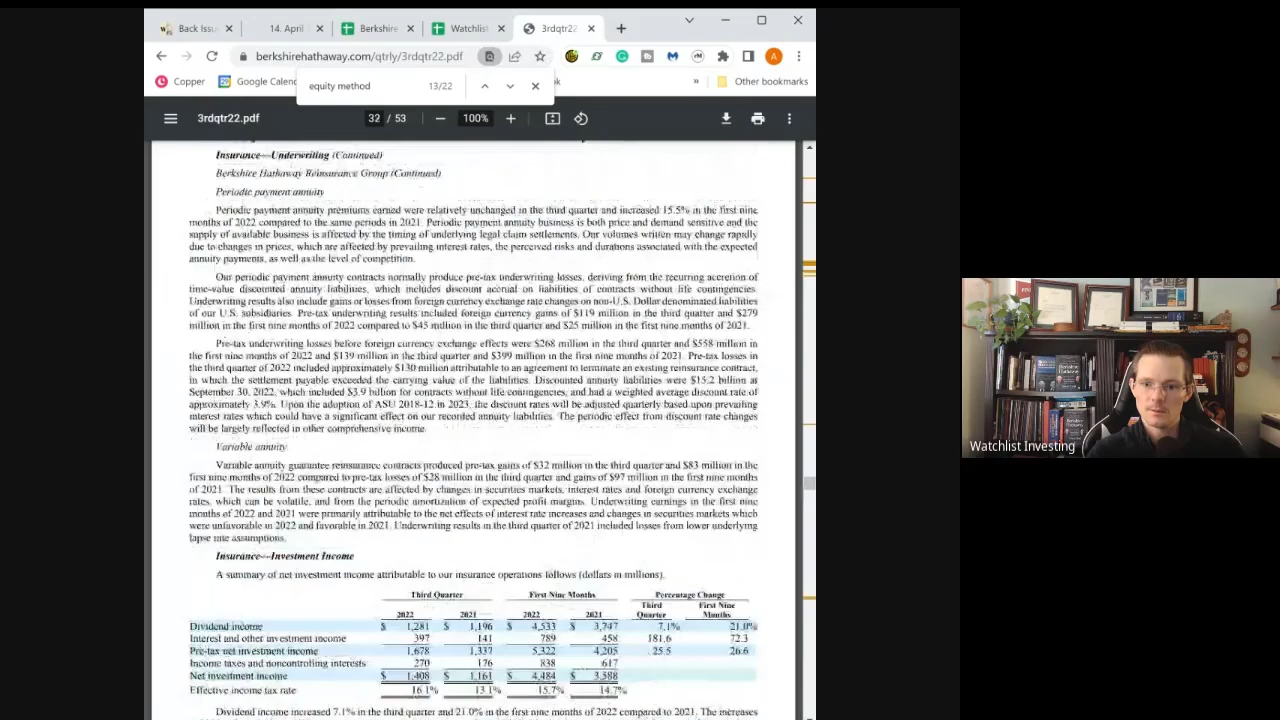 Back Issu
14. April
Berkshire
Watchlist
3rdqtr22
berkshirehathaway.com/qtrly/3rdqtr22.pdf
A
Copper
Google Calend
equity method
13/22
Other bookmarks
3rdqtr22.pdf
32 / 53
100%
Insurance—Underwriting (Continued)
Berkshire Hathaway Reinsurance Group (Continued)
Periodic payment annuity
Periodic payment annuity premiums earned were relatively unchanged in the third quarter and increased 15.5% in the first nine
months of 2022 compared to the same periods in 2021. Periodic payment annuity business is both price and demand sensitive and the
supply of available business is affected by the timing of underlying legal claim settlements. Our volumes written may change rapidly
due to changes in prices, which are affected by prevailing interest rates, the perceived risks and durations associated with the expected
annuity payments, as well as the level of competition.
Our periodic payment annuity contracts normally produce pre-tax underwriting losses, deriving from the recurring accretion of
time-value discounted annuity liabilities, which includes discount accrual on liabilities of contracts without life contingencies.
Underwriting results also include gains or losses from foreign currency exchange rate changes on non-U.S. Dollar denominated liabilities
of our U.S. subsidiaries. Pre-tax underwriting results included foreign currency gains of $119 million in the third quarter and $279
million in the first nine months of 2022 compared to $45 million in the third quarter and $25 million in the first nine months of 2021.
Pre-tax underwriting losses before foreign currency exchange effects were $268 million in the third quarter and $558 million in
the first nine months of 2022 and $139 million in the third quarter and $399 million in the first nine months of 2021. Pre-tax losses in
the third quarter of 2022 included approximately $130 million attributable to an agreement to terminate an existing reinsurance contract,
in which the settlement payable exceeded the carrying value of the liabilities. Discounted annuity liabilities were $15.2 billion at
September 30, 2022, which included $3.9 billion for contracts without life contingencies, and had a weighted average discount rate of
approximately 3.9%. Upon the adoption of ASU 2018-12 in 2023, the discount rates will be adjusted quarterly based upon prevailing
interest rates which could have a significant effect on our recorded annuity liabilities. The periodic effect from discount rate changes
will be largely reflected in other comprehensive income.
Variable annuity
Variable annuity guarantee reinsurance contracts produced pre-tax gains of $32 million in the third quarter and $83 million in the
first nine months of 2022 compared to pre-tax losses of $28 million in the third quarter and gains of $97 million in the first nine months
of 2021. The results from these contracts are affected by changes in securities markets, interest rates and foreign currency exchange
rates, which can be volatile, and from the periodic amortization of expected profit margins. Underwriting earnings in the first nine
months of 2022 and 2021 were primarily attributable to the net effects of interest rate increases and changes in securities markets which
were unfavorable in 2022 and favorable in 2021. Underwriting results in the third quarter of 2021 included losses from lower underlying
lapse rate assumptions.
Insurance—Investment Income
A summary of net investment income attributable to our insurance operations follows (dollars in millions).
Third Quarter First Nine Months Percentage Change
2022 2021 2022 2021 Third Quarter First Nine Months
Dividend income $ 1,281 $ 1,196 $ 4,533 $ 3,747 7.1% 21.0%
Interest and other investment income 397 141 789 458 181.6 72.3
Pre-tax net investment income 1,678 1,337 5,322 4,205 25.5 26.6
Income taxes and noncontrolling interests 270 176 838 617
Net investment income $ 1,408 $ 1,161 $ 4,484 $ 3,588
Effective income tax rate 16.1% 13.1% 15.7% 14.7%
Dividend income increased 7.1% in the third quarter and 21.0% in the first nine months of 2022 compared to 2021. The increases
Watchlist Investing